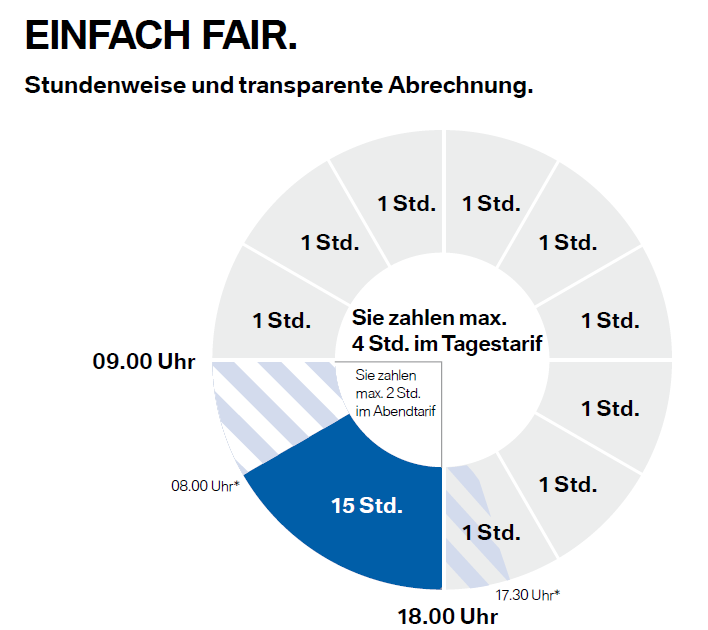 EINFACH FAIR.
Stundenweise und transparente Abrechnung.
1 Std.
1 Std.
1 Std.
1 Std.
1 Std.
1 Std.
Sie zahlen max.
4 Std. im Tagestarif
09.00 Uhr
Sie zahlen
max. 2 Std.
im Abendtarif
1 Std.
08.00 Uhr*
1 Std.
15 Std.
1 Std.
17.30 Uhr*
18.00 Uhr